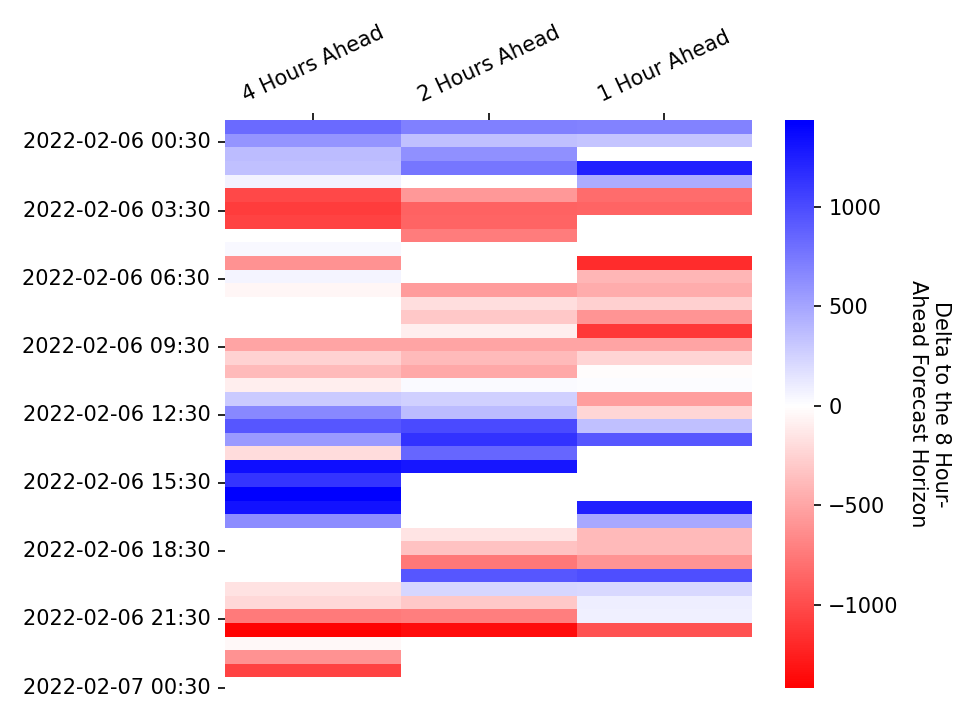 4 Hours Ahead
2 Hours Ahead
1 Hour Ahead
2022-02-06 00:30
2022-02-06 03:30
2022-02-06 06:30
2022-02-06 09:30
2022-02-06 12:30
2022-02-06 15:30
2022-02-06 18:30
2022-02-06 21:30
2022-02-07 00:30
1000
500
0
−500
−1000
Delta to the 8 Hour-
Ahead Forecast Horizon